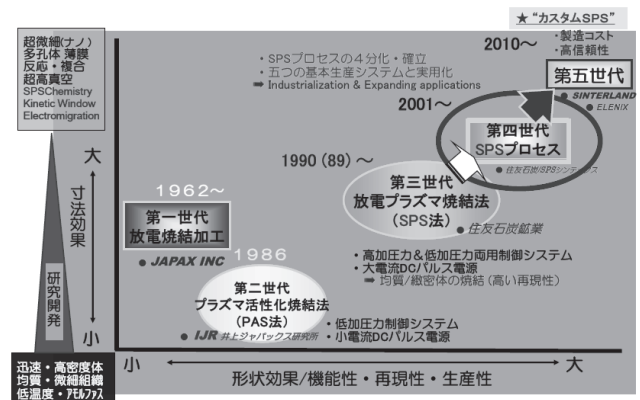 ★ “カスタムSPS”
・製造コスト
・高信頼性
2010〜
第五世代
● SINTERLAND
● ELENIX
超微細(ナノ)
多孔体 薄膜
反応・複合
超高真空
SPSChemistry
Kinetic Window
Electromigration
・SPSプロセスの4分化・確立
・五つの基本生産システムと実用化
➡ Industrialization & Expanding applications
2001〜
第四世代
SPSプロセス
● 住友石炭/SPSシンテックス
1990 (89) 〜
第三世代
放電プラズマ焼結法
(SPS法)
● 住友石炭鉱業
・高加圧力&低加圧力両用制御システム
・大電流DCパルス電源
➡ 均質/緻密体の焼結 (高い再現性)
1962〜
第一世代
放電焼結加工
● JAPAX INC
1986
第二世代
プラズマ活性化焼結法
(PAS法)
● IJR 井上ジャパックス研究所
・低加圧力制御システム
・小電流DCパルス電源
大
寸法効果
小
研究開発
迅速・高密度体
均質・微細組織
低温度・アモルファス
小
大
形状効果/機能性・再現性・生産性